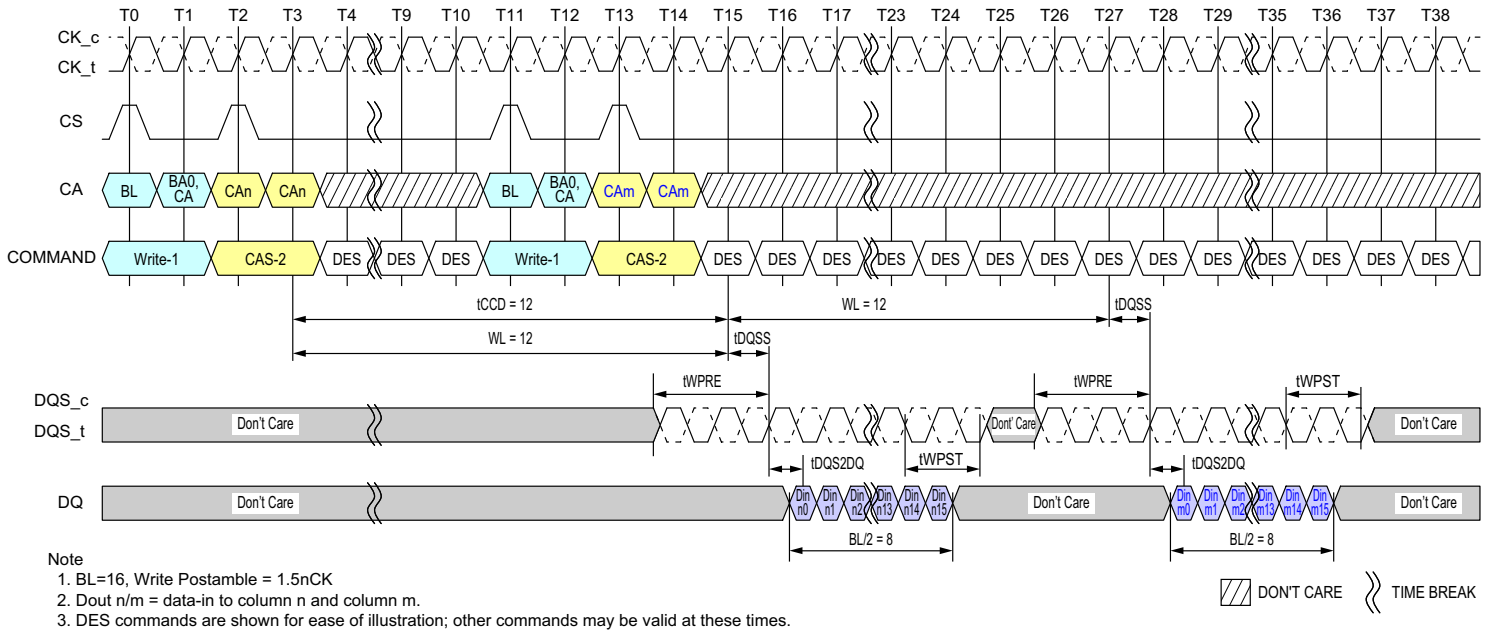 T0 T1 T2 T3 T4 T9 T10 T11 T12 T13 T14 T15 T16 T17 T23 T24 T25 T26 T27 T28 T29 T35 T36 T37 T38
CK_c
CK_t
CS
CA BL BA0, CA CAn CAn BL BA0, CA CAm CAm
COMMAND Write-1 CAS-2 DES DES DES Write-1 CAS-2 DES DES DES DES DES DES DES DES DES DES DES DES DES DES
tCCD = 12 WL = 12 tDQSS
WL = 12 tDQSS
tWPRE tWPRE tWPST
DQS_c
DQS_t
Don't Care Dont' Care Don't Care
tDQS2DQ tWPST tDQS2DQ
DQ Don't Care Din n0 Din n1 Din n2 Din n13 Din n14 Din n15 Don't Care Din m0 Din m1 Din m2 Din m13 Din m14 Din m15 Don't Care
BL/2 = 8 BL/2 = 8
Note
1. BL=16, Write Postamble = 1.5nCK
2. Dout n/m = data-in to column n and column m.
3. DES commands are shown for ease of illustration; other commands may be valid at these times.
DON'T CARE TIME BREAK